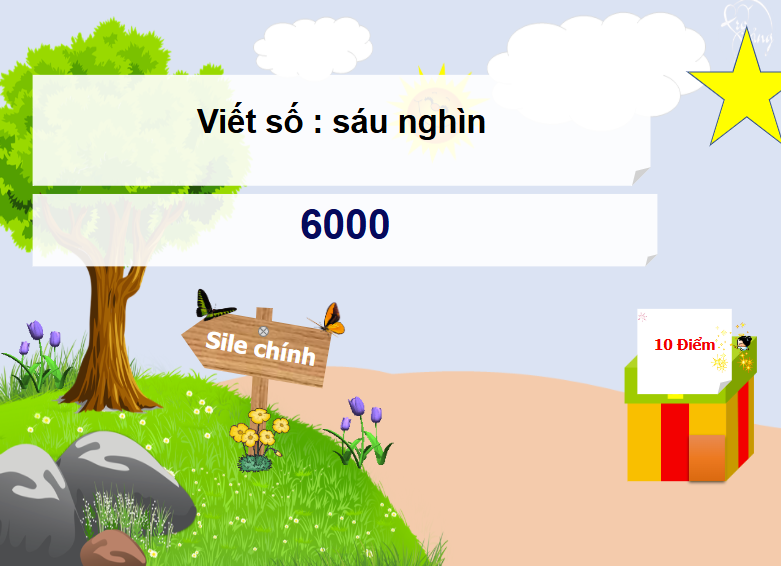 Viết số : sáu nghìn
6000
Sile chính
10 Điểm